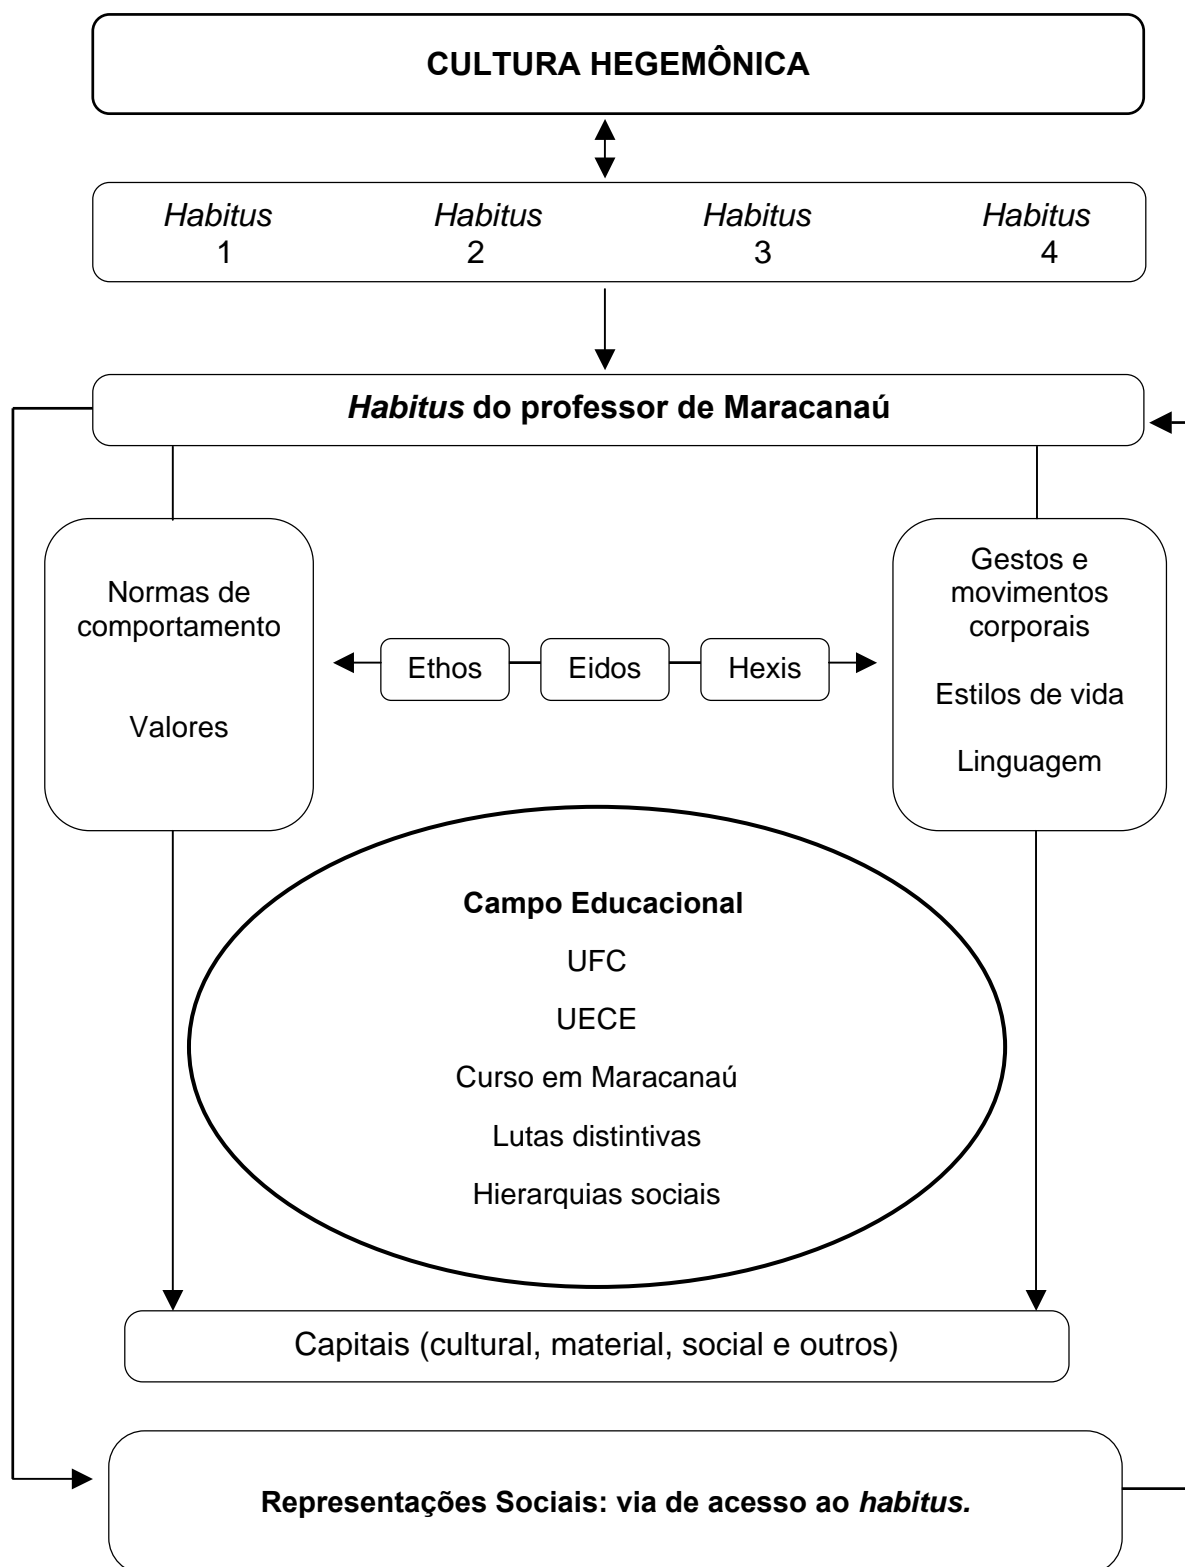 CULTURA HEGEMÔNICA
Habitus Habitus Habitus Habitus
1 2 3 4
Habitus do professor de Maracanaú
Normas de
comportamento
Valores
Ethos Eidos Hexis
Gestos e
movimentos
corporais
Estilos de vida
Linguagem
Campo Educacional
UFC
UECE
Curso em Maracanaú
Lutas distintivas
Hierarquias sociais
Capitais (cultural, material, social e outros)
Representações Sociais: via de acesso ao habitus.